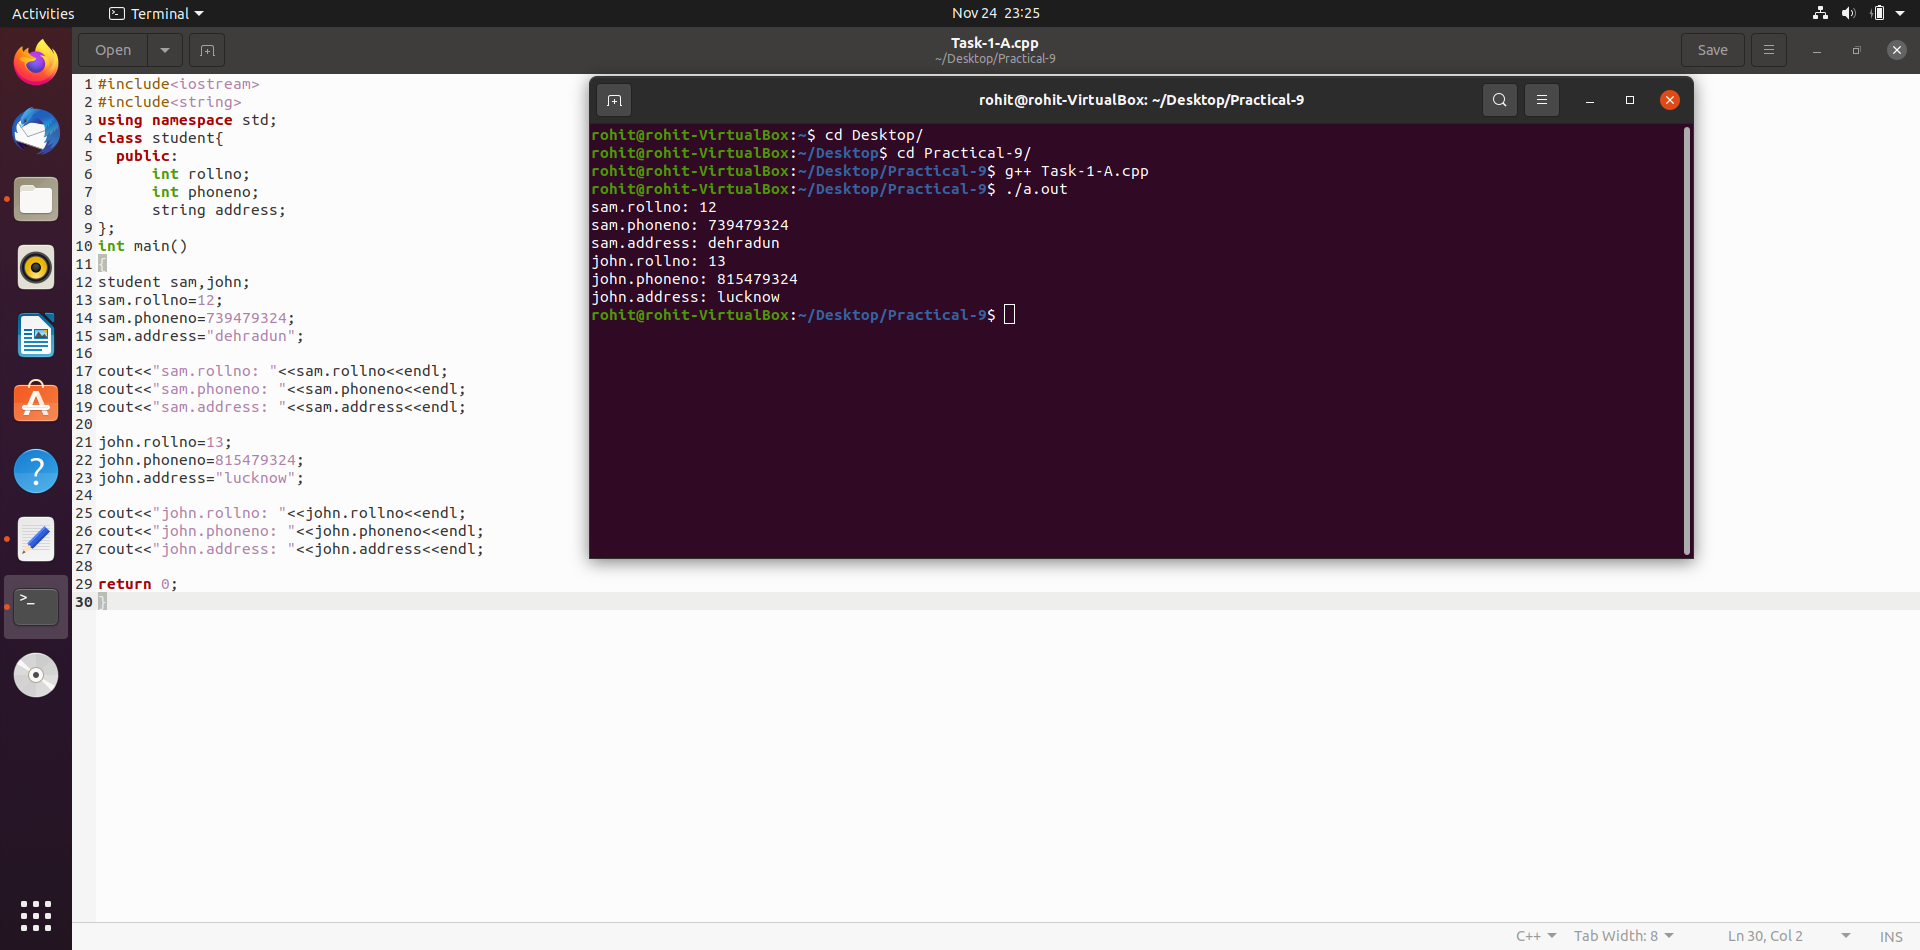 Activities
Terminal
Nov 24 23:25
Open
Task-1-A.cpp
~/Desktop/Practical-9
Save
1 #include<iostream>
2 #include<string>
3 using namespace std;
4 class student{
5   public:
6       int rollno;
7       int phoneno;
8       string address;
9 };
10 int main()
11 {
12 student sam,john;
13 sam.rollno=12;
14 sam.phoneno=739479324;
15 sam.address="dehradun";
16
17 cout<<"sam.rollno: "<<sam.rollno<<endl;
18 cout<<"sam.phoneno: "<<sam.phoneno<<endl;
19 cout<<"sam.address: "<<sam.address<<endl;
20
21 john.rollno=13;
22 john.phoneno=815479324;
23 john.address="lucknow";
24
25 cout<<"john.rollno: "<<john.rollno<<endl;
26 cout<<"john.phoneno: "<<john.phoneno<<endl;
27 cout<<"john.address: "<<john.address<<endl;
28
29 return 0;
30 }
rohit@rohit-VirtualBox: ~/Desktop/Practical-9
rohit@rohit-VirtualBox:~$ cd Desktop/
rohit@rohit-VirtualBox:~/Desktop$ cd Practical-9/
rohit@rohit-VirtualBox:~/Desktop/Practical-9$ g++ Task-1-A.cpp
rohit@rohit-VirtualBox:~/Desktop/Practical-9$ ./a.out
sam.rollno: 12
sam.phoneno: 739479324
sam.address: dehradun
john.rollno: 13
john.phoneno: 815479324
john.address: lucknow
rohit@rohit-VirtualBox:~/Desktop/Practical-9$
C++
Tab Width: 8
Ln 30, Col 2
INS